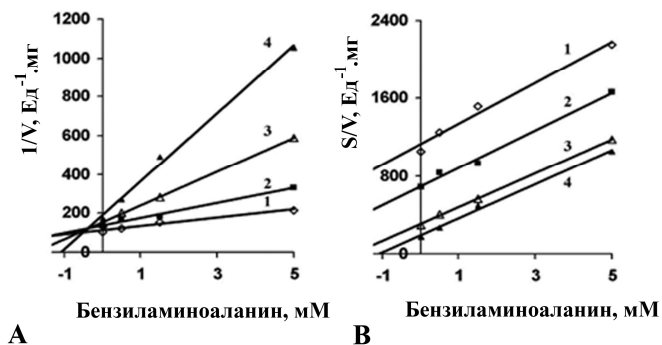 1/V, Ед⁻¹.мг
1200
1000
800
600
400
200
0
-1 1 3 5
4
3
2
1
Бензиламиноаланин, мМ
А
S/V, Ед⁻¹.мг
2400
1600
800
0
-1 1 3 5
1
2
3
4
Бензиламиноаланин, мМ
В